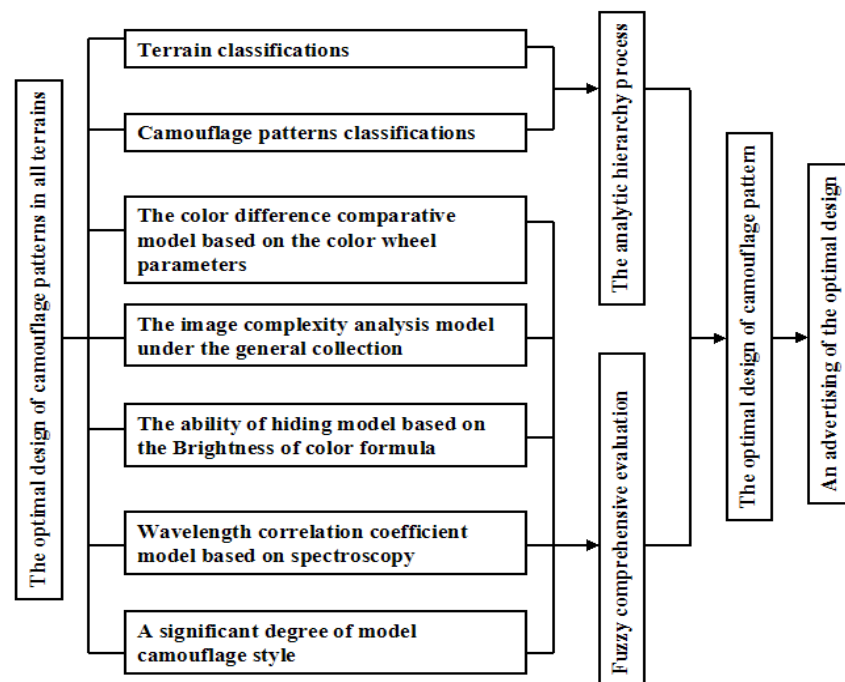 The optimal design of camouflage patterns in all terrains
Terrain classifications
Camouflage patterns classifications
The color difference comparative
model based on the color wheel
parameters
The image complexity analysis model
under the general collection
The ability of hiding model based on
the Brightness of color formula
Wavelength correlation coefficient
model based on spectroscopy
A significant degree of model
camouflage style
The analytic hierarchy process
Fuzzy comprehensive evaluation
The optimal design of camouflage pattern
An advertising of the optimal design